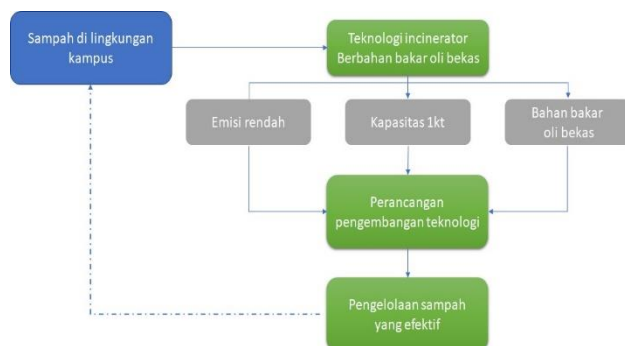 Sampah di lingkungan
kampus
Teknologi incinerator
Berbahan bakar oli bekas
Emisi rendah
Kapasitas 1kt
Bahan bakar
oli bekas
Perancangan
pengembangan teknologi
Pengelolaan sampah
yang efektif